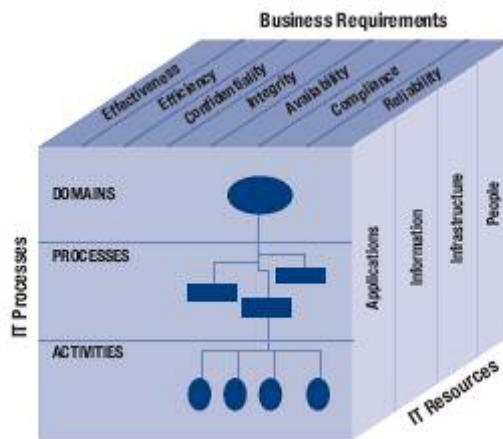 Business Requirements
Effectiveness
Efficiency
Confidentiality
Integrity
Availability
Compliance
Reliability
IT Processes
DOMAINS
PROCESSES
ACTIVITIES
Applications
Information
Infrastructure
People
IT Resources